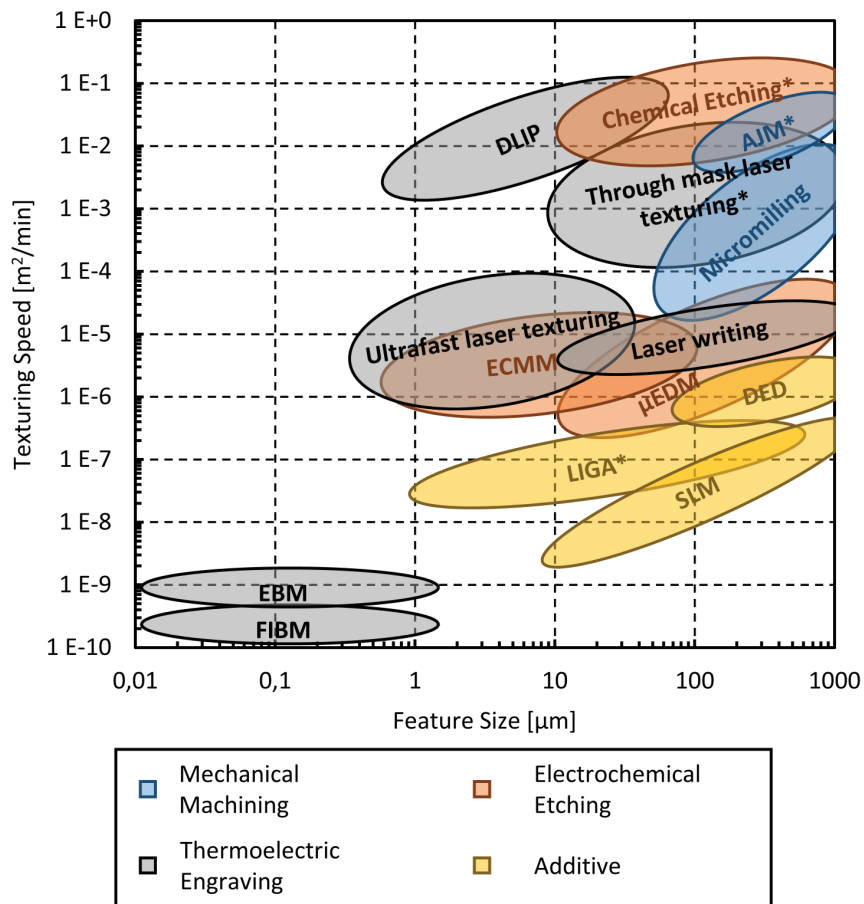 1 E+0
1 E-1
1 E-2
1 E-3
1 E-4
1 E-5
1 E-6
1 E-7
1 E-8
1 E-9
1 E-10
Texturing Speed [m²/min]
DLIP
Chemical Etching*
AJM*
Through mask laser
texturing*
Micromilling
Ultrafast laser texturing
ECMM
Laser writing
µEDM
DED
LIGA*
SLM
EBM
FIBM
0,01
0,1
1
10
100
1000
Feature Size [µm]
Mechanical
Machining
Electrochemical
Etching
Thermoelectric
Engraving
Additive